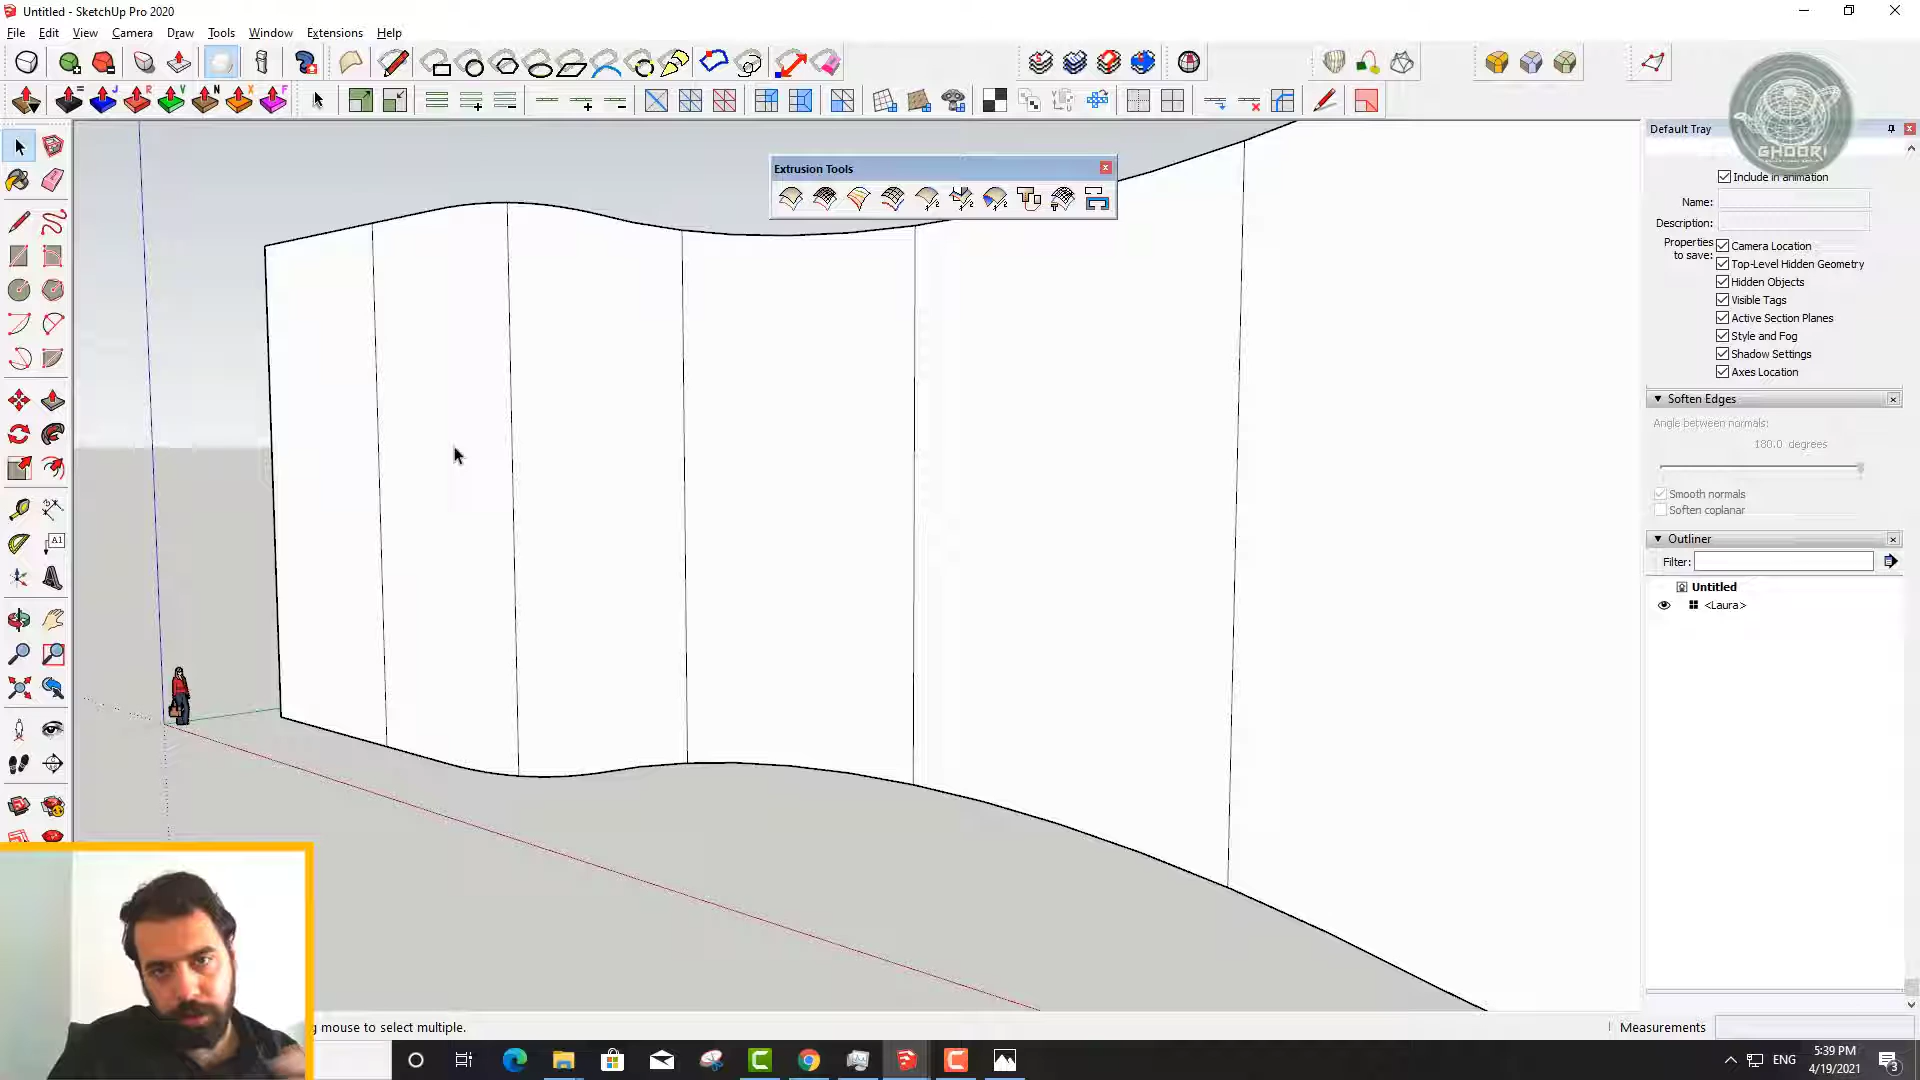 Untitled - SketchUp Pro 2020
File Edit View Camera Draw Tools Window Extensions Help
= J R V N X F
Extrusion Tools
GHOORI
Default Tray
Include in animation
Name:
Description:
Properties to save:
Camera Location
Top-Level Hidden Geometry
Hidden Objects
Visible Tags
Active Section Planes
Style and Fog
Shadow Settings
Axes Location
Soften Edges
Angle between normals:
180.0 degrees
Smooth normals
Soften coplanar
Outliner
Filter:
Untitled
<Laura>
A1
g mouse to select multiple.
Measurements
ENG
5:39 PM
4/19/2021
3